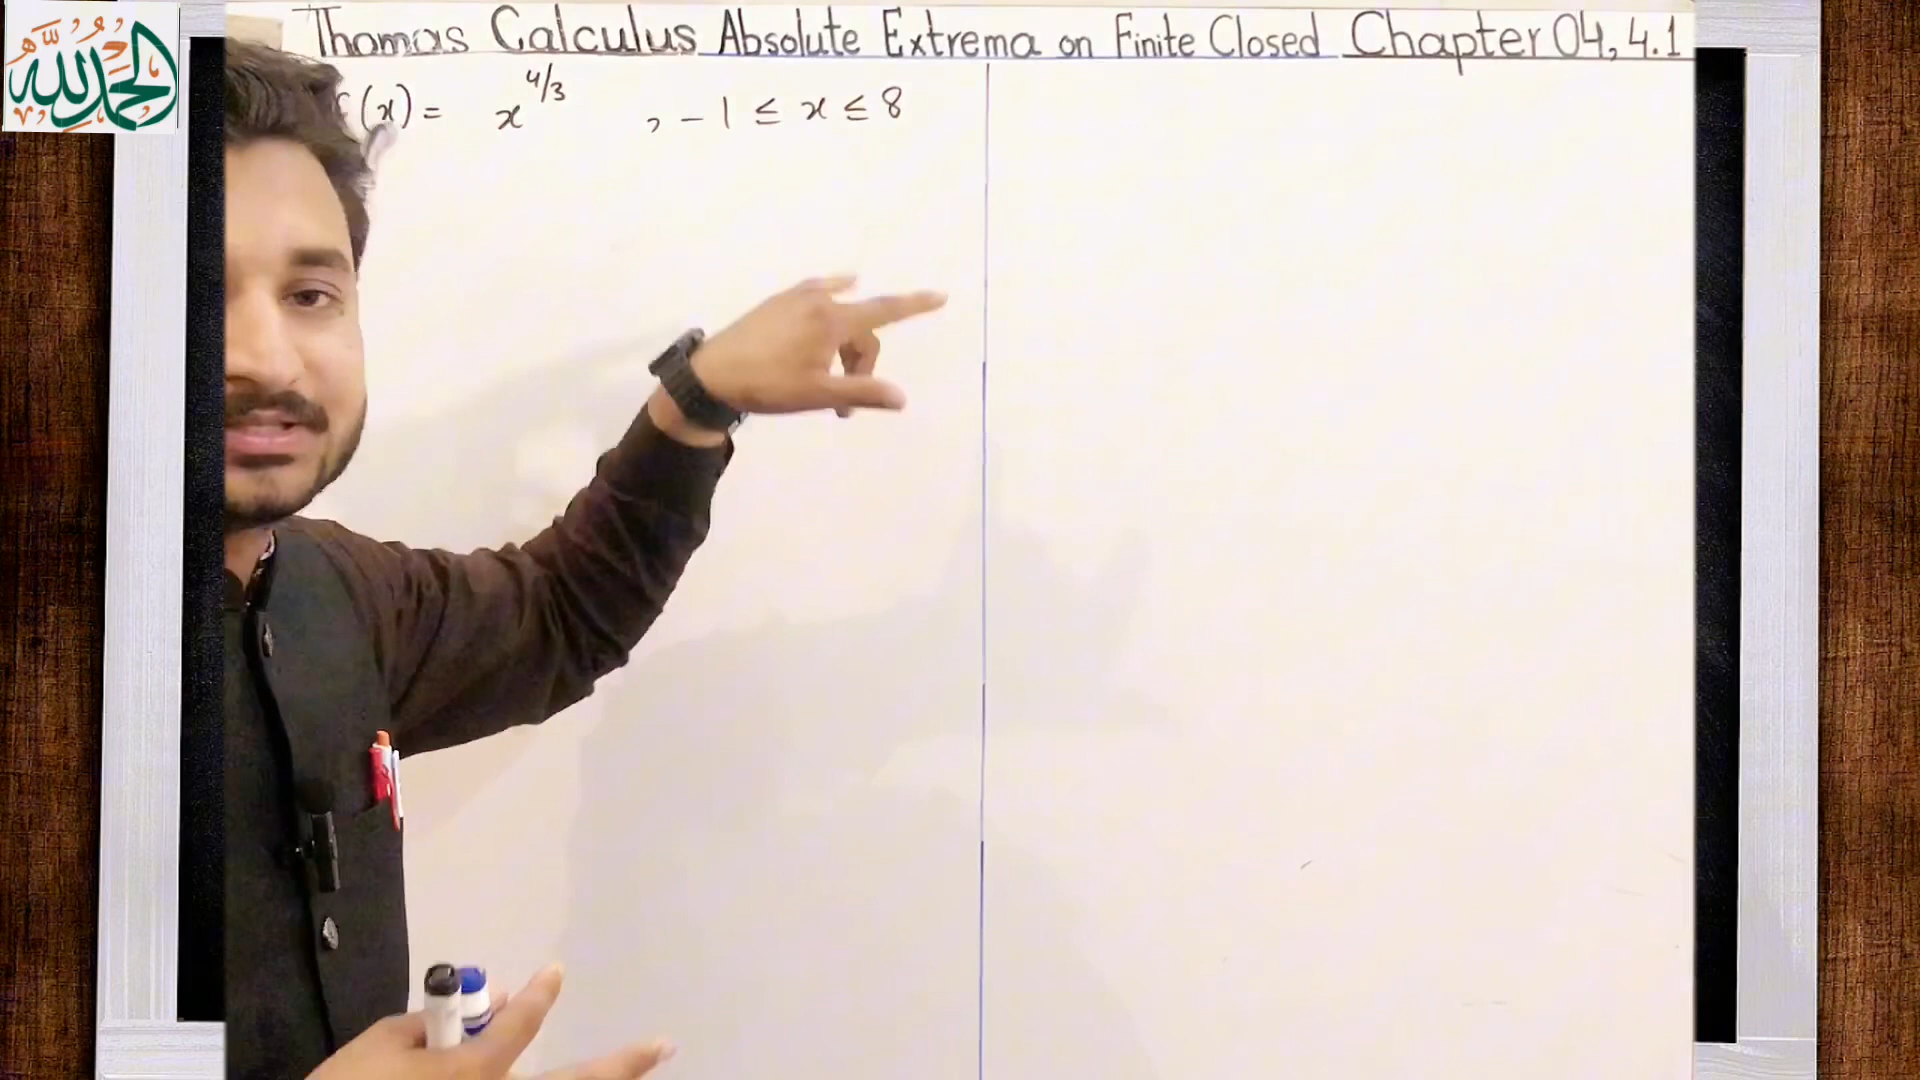 الحمد لله
Thomas Calculus Absolute Extrema on Finite Closed Chapter 04, 4.1
f(x) = x^{4/3} , -1 ≤ x ≤ 8